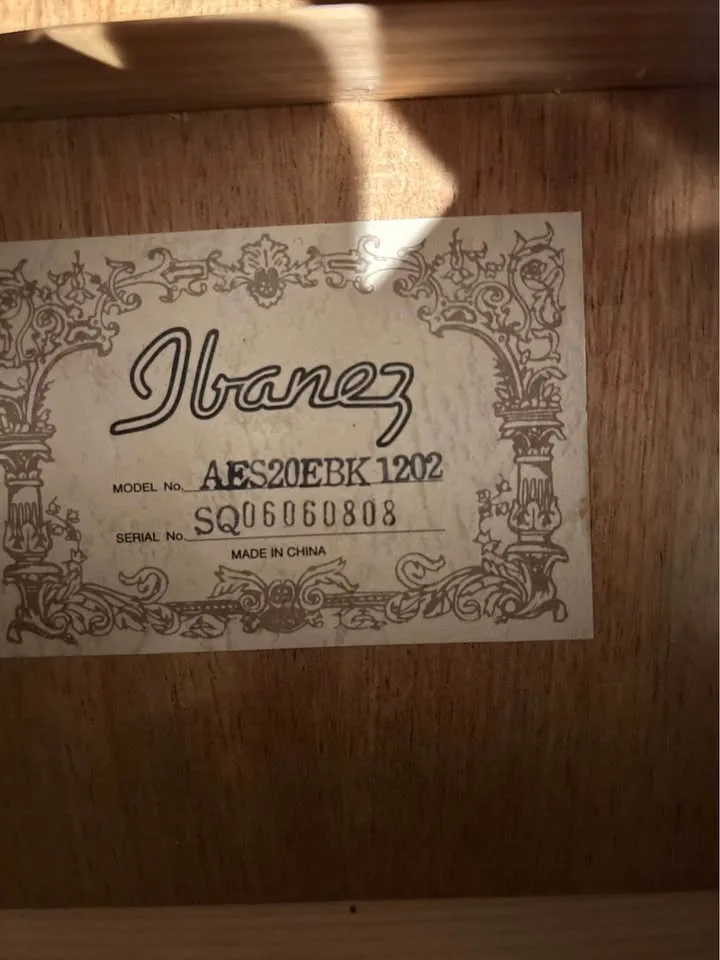 Ibanez
MODEL No. AES20EBK 1202
SERIAL No. SQ06060808
MADE IN CHINA